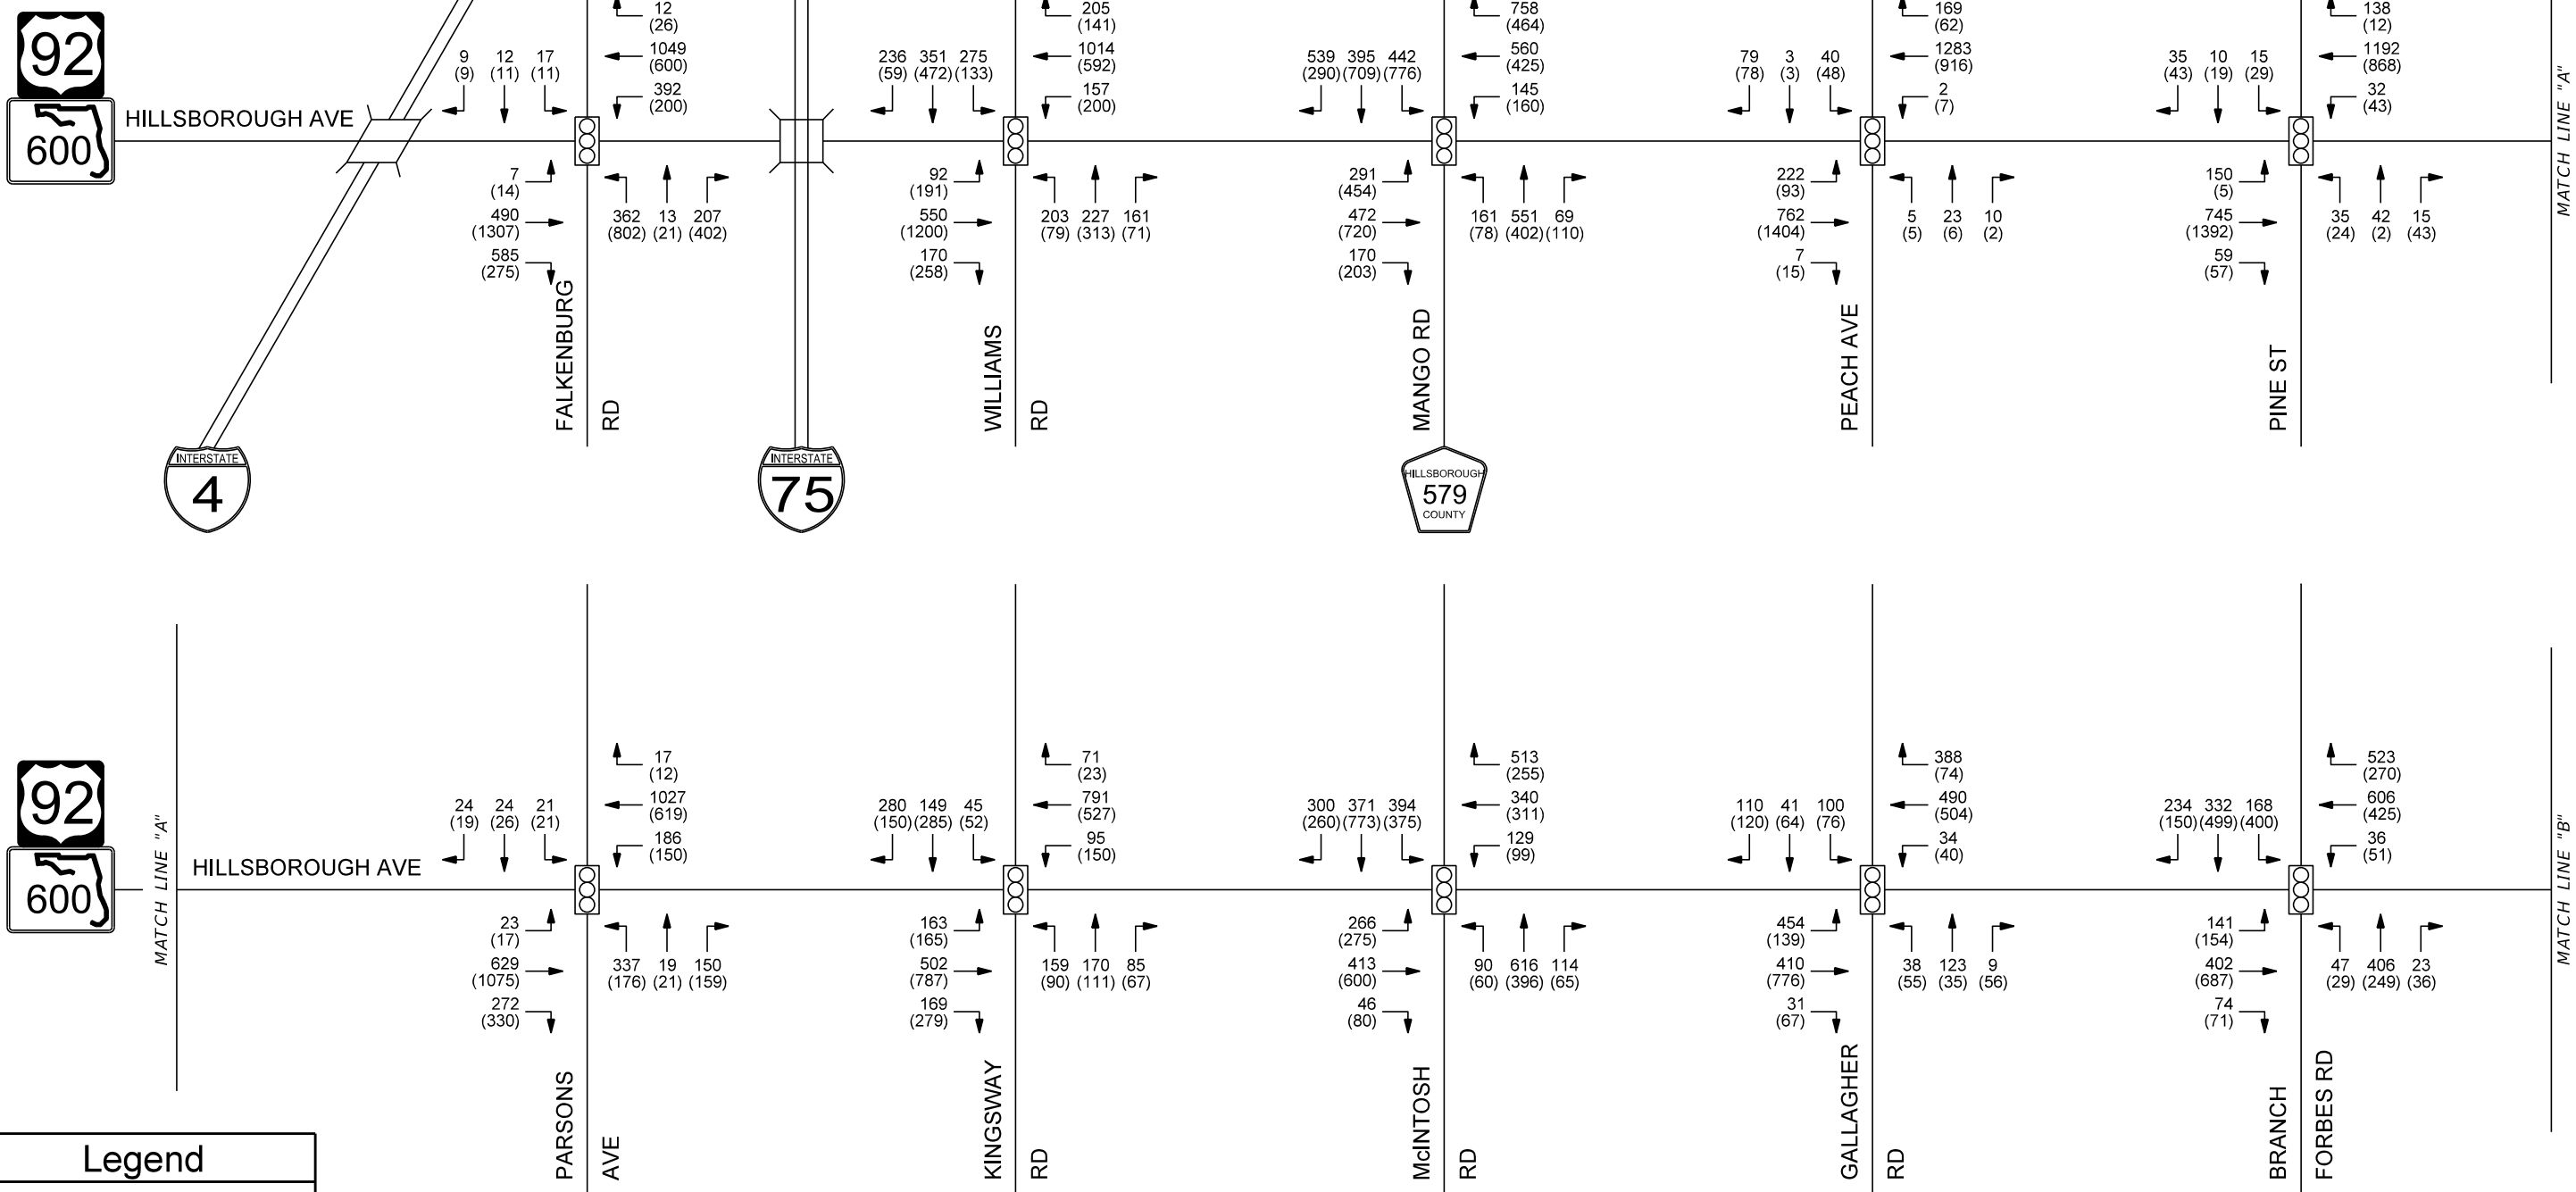 92
600
HILLSBOROUGH AVE
INTERSTATE
4
9 12 17
(9) (11) (11)
12
(26)
1049
(600)
392
(200)
7
(14)
490
(1307)
585
(275)
362 13 207
(802) (21) (402)
FALKENBURG
RD
INTERSTATE
75
236 351 275
(59) (472) (133)
205
(141)
1014
(592)
157
(200)
92
(191)
550
(1200)
170
(258)
203 227 161
(79) (313) (71)
WILLIAMS
RD
539 395 442
(290) (709) (776)
758
(464)
560
(425)
145
(160)
291
(454)
472
(720)
170
(203)
161 551 69
(78) (402) (110)
MANGO RD
HILLSBOROUGH
579
COUNTY
79 3 40
(78) (3) (48)
169
(62)
1283
(916)
2
(7)
222
(93)
762
(1404)
7
(15)
5 23 10
(5) (6) (2)
PEACH AVE
35 10 15
(43) (19) (29)
138
(12)
1192
(868)
32
(43)
150
(5)
745
(1392)
59
(57)
35 42 15
(24) (2) (43)
PINE ST
MATCH LINE "A"
92
600
MATCH LINE "A"
HILLSBOROUGH AVE
24 24 21
(19) (26) (21)
17
(12)
1027
(619)
186
(150)
23
(17)
629
(1075)
272
(330)
337 19 150
(176) (21) (159)
PARSONS
AVE
280 149 45
(150) (285) (52)
71
(23)
791
(527)
95
(150)
163
(165)
502
(787)
169
(279)
159 170 85
(90) (111) (67)
KINGSWAY
RD
300 371 394
(260) (773) (375)
513
(255)
340
(311)
129
(99)
266
(275)
413
(600)
46
(80)
90 616 114
(60) (396) (65)
McINTOSH
RD
110 41 100
(120) (64) (76)
388
(74)
490
(504)
34
(40)
454
(139)
410
(776)
31
(67)
38 123 9
(55) (35) (56)
GALLAGHER
RD
234 332 168
(150) (499) (400)
523
(270)
606
(425)
36
(51)
141
(154)
402
(687)
74
(71)
47 406 23
(29) (249) (36)
BRANCH
FORBES RD
MATCH LINE "B"
Legend